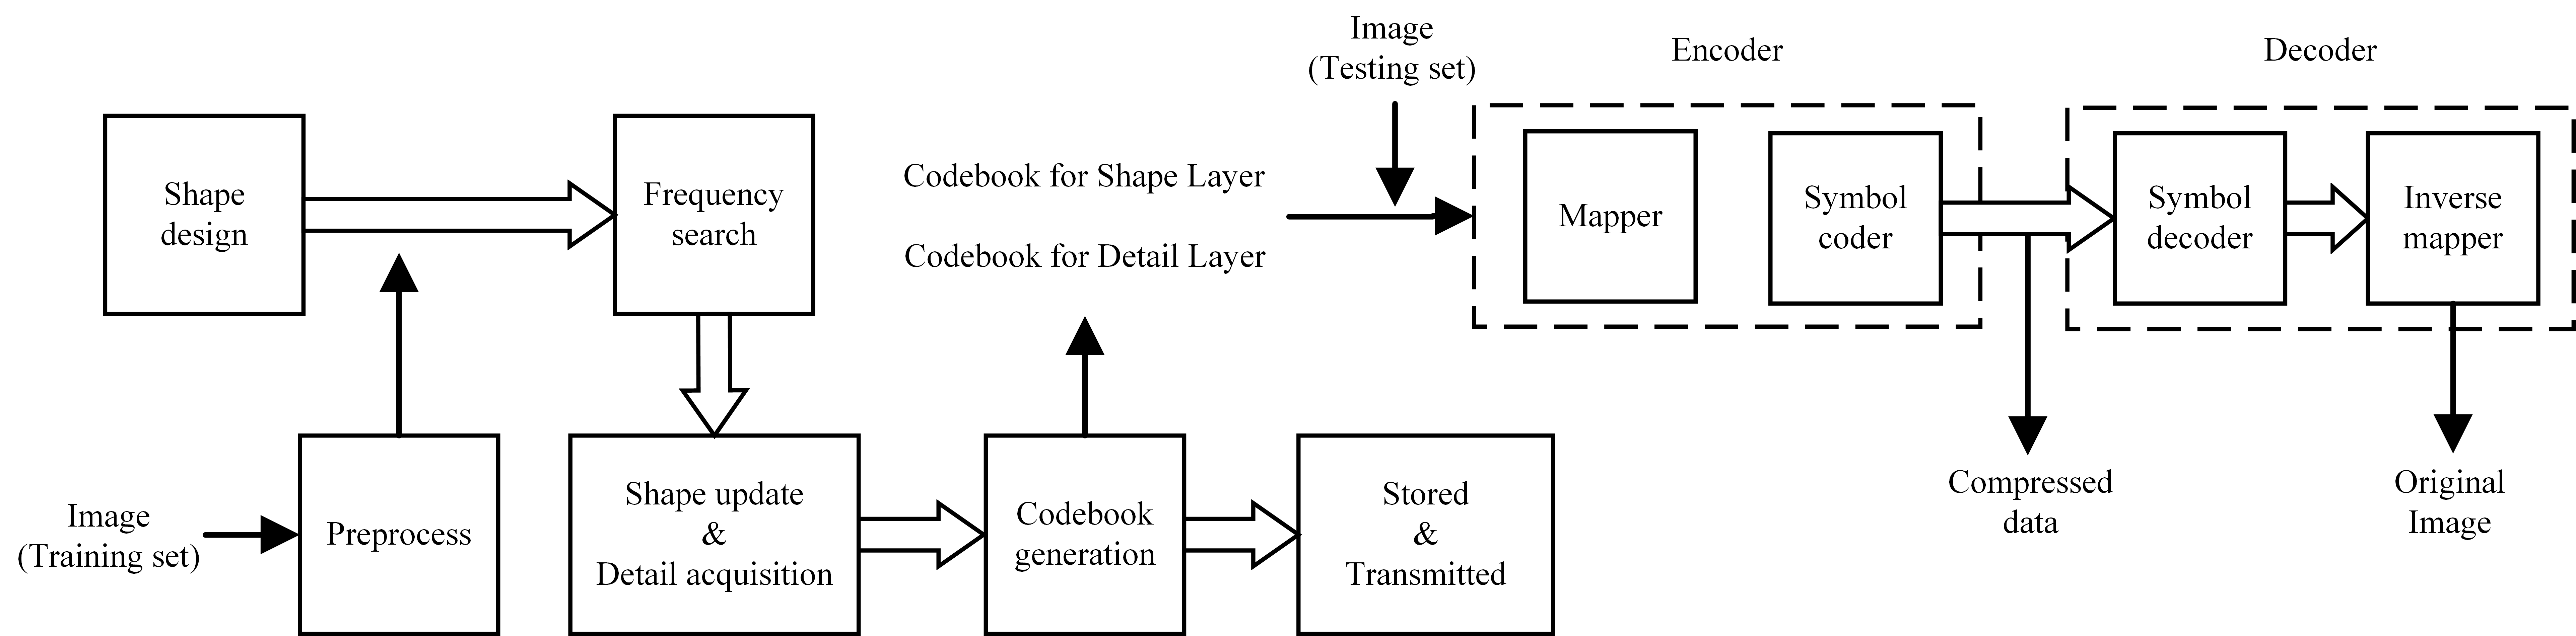 Shape
design
Frequency
search
Image
(Training set)
Preprocess
Shape update
&
Detail acquisition
Codebook
generation
Stored
&
Transmitted
Codebook for Shape Layer
Codebook for Detail Layer
Image
(Testing set)
Encoder
Mapper
Symbol
coder
Decoder
Symbol
decoder
Inverse
mapper
Compressed
data
Original
Image